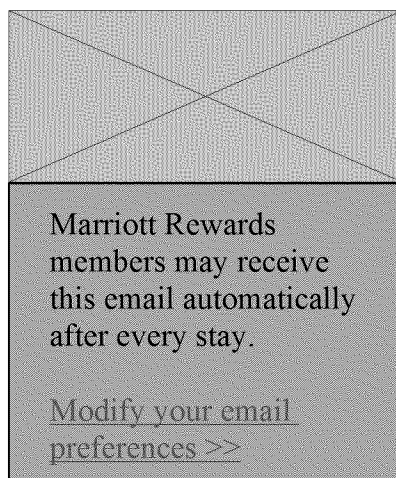 Marriott Rewards
members may receive
this email automatically
after every stay.
Modify your email
preferences >>